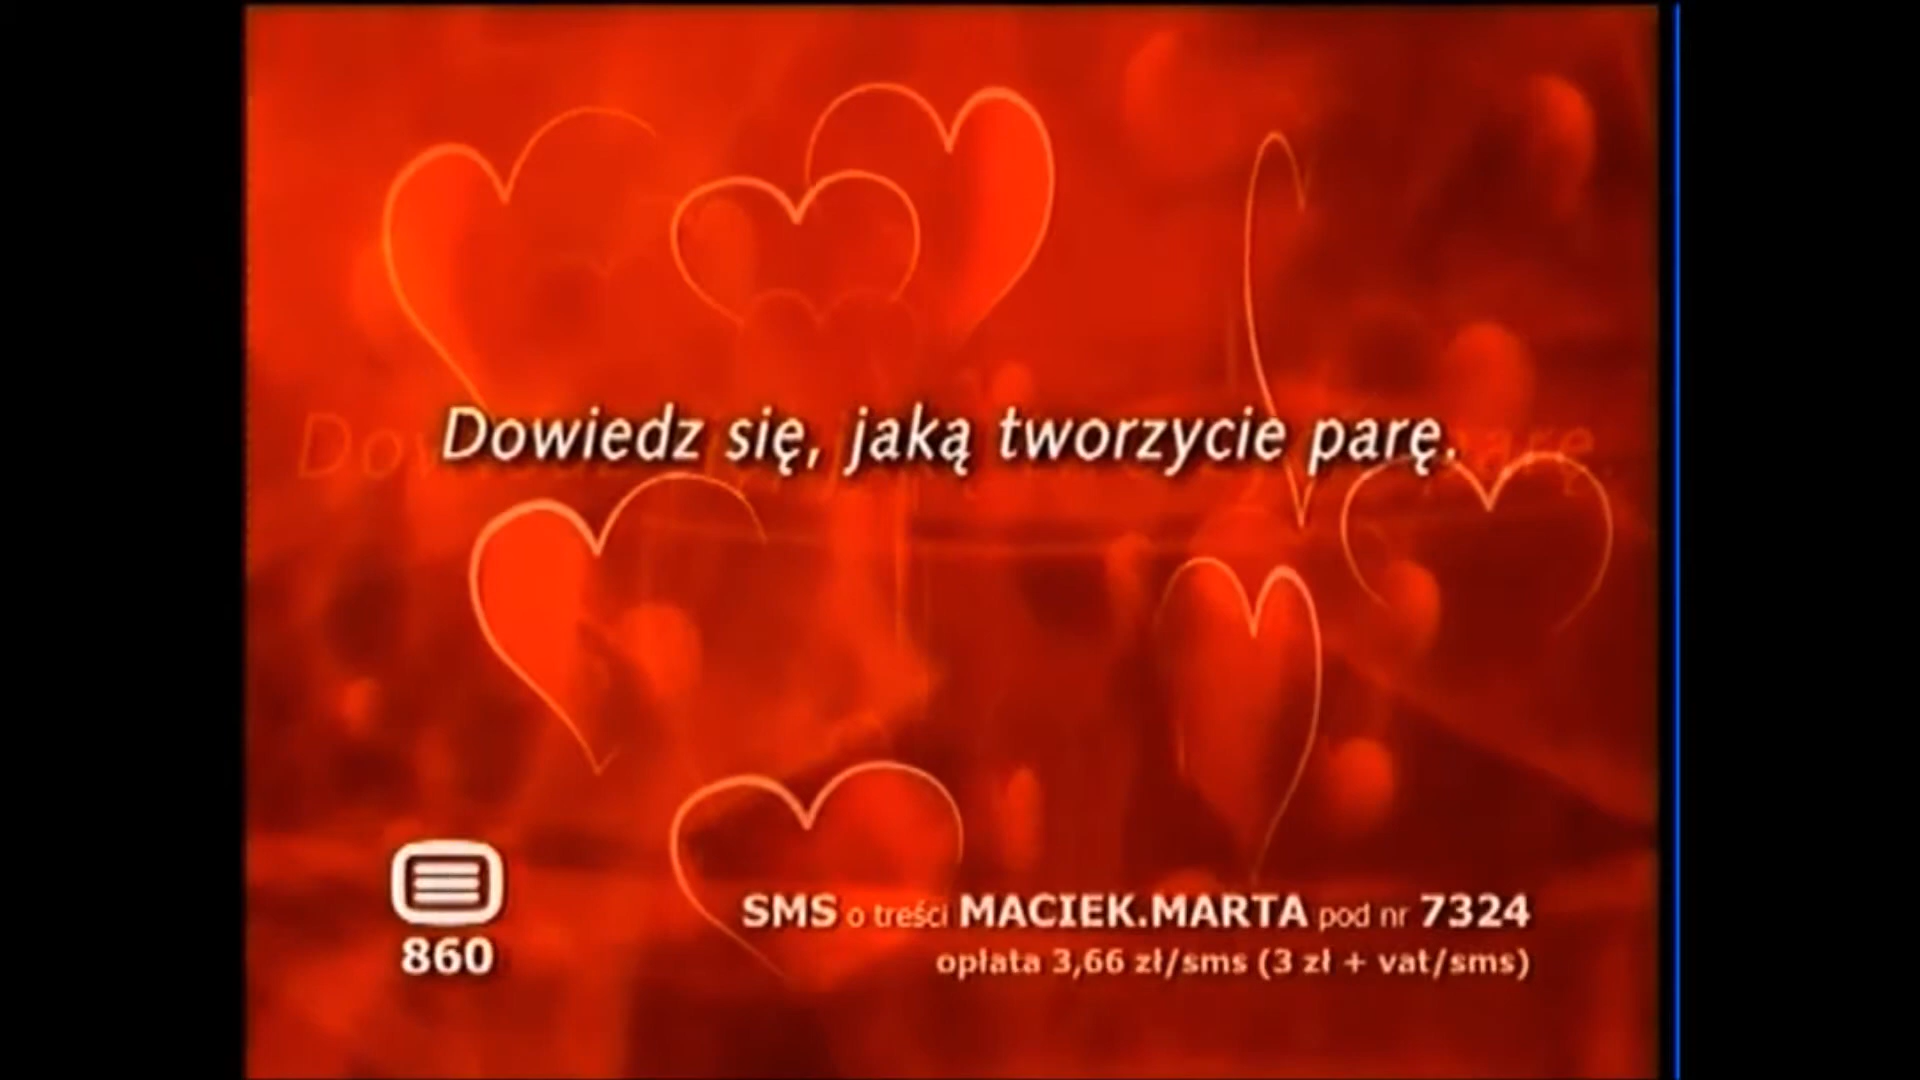 Dowiedz się, jaką tworzycie parę.
SMS o treści MACIEK.MARTA pod nr 7324
opłata 3,66 zł/sms (3 zł + vat/sms)
860